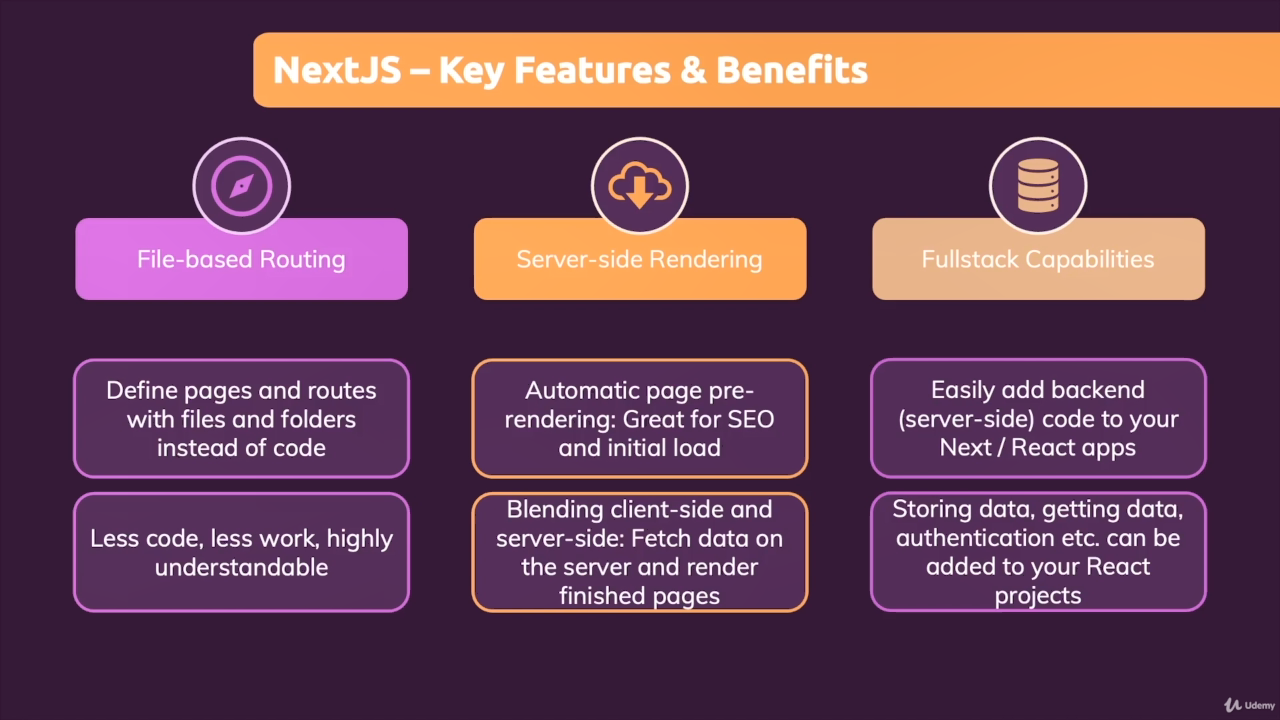 NextJS – Key Features & Benefits
File-based Routing
Define pages and routes
with files and folders
instead of code
Less code, less work, highly
understandable
Server-side Rendering
Automatic page pre-
rendering: Great for SEO
and initial load
Blending client-side and
server-side: Fetch data on
the server and render
finished pages
Fullstack Capabilities
Easily add backend
(server-side) code to your
Next / React apps
Storing data, getting data,
authentication etc. can be
added to your React
projects
Udemy